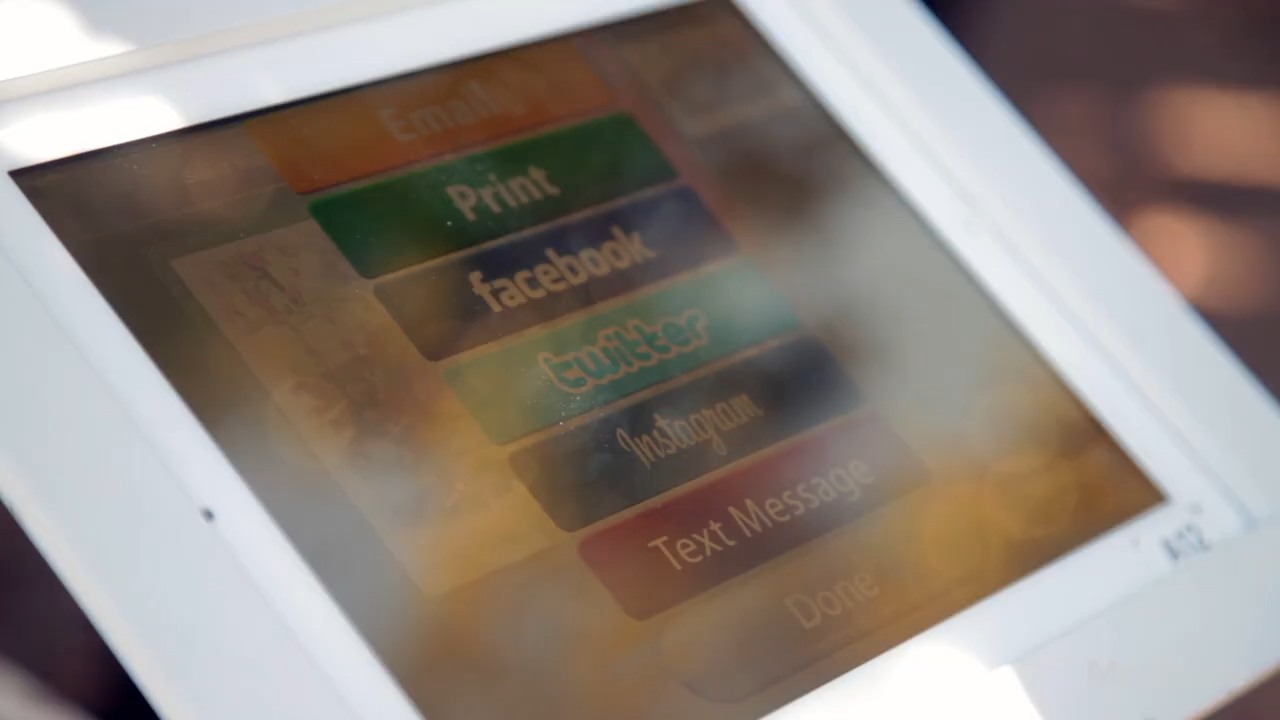 Email
Print
facebook
twitter
Instagram
Text Message
Done